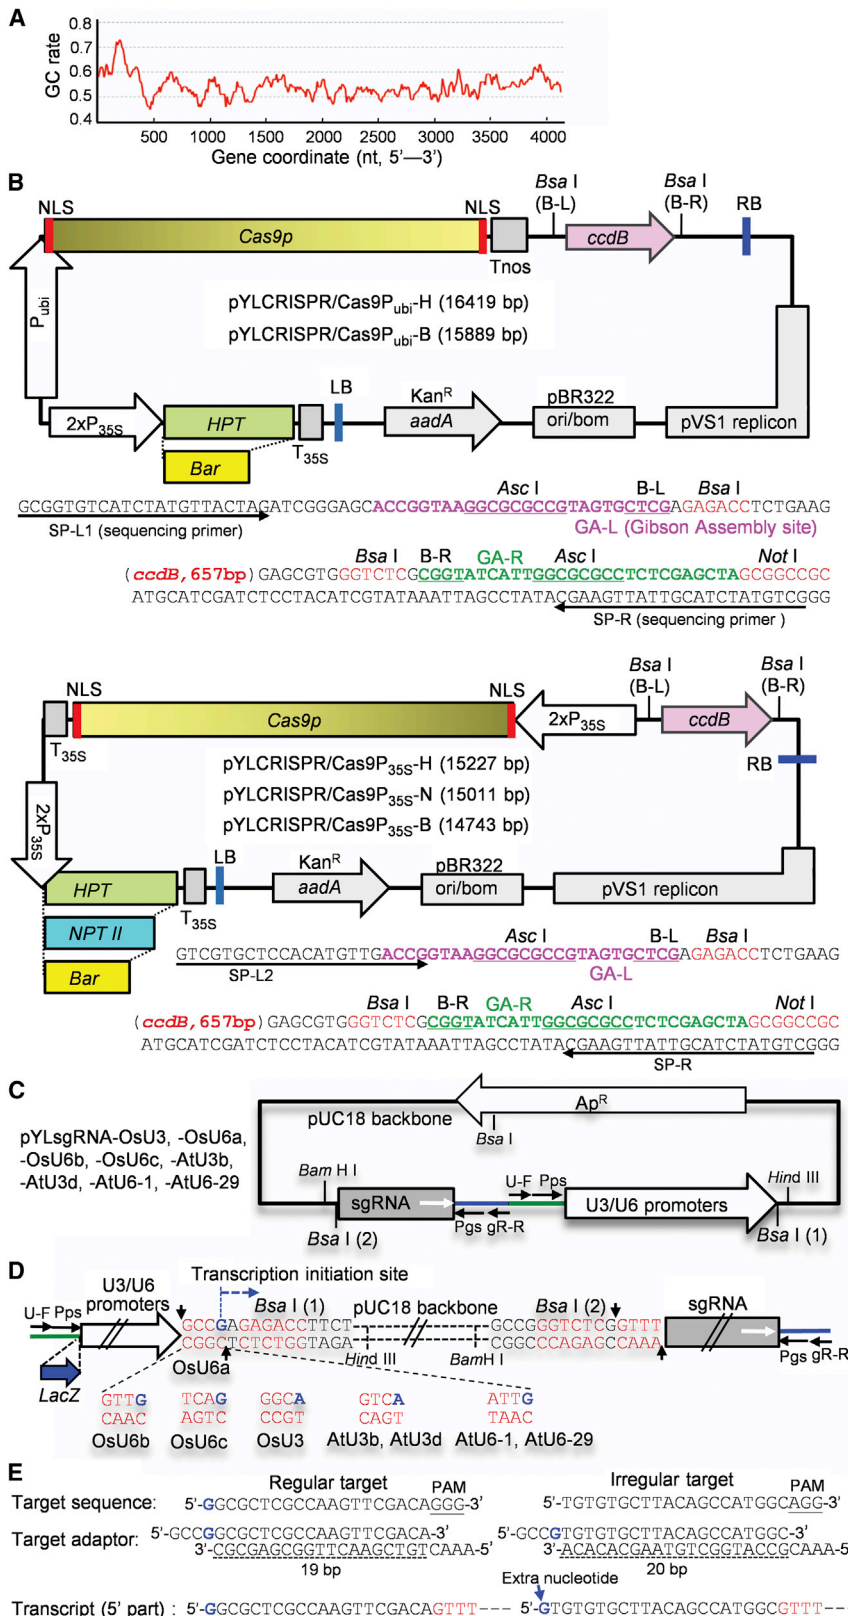 A
GC rate
0.8
0.7
0.6
0.5
0.4
500 1000 1500 2000 2500 3000 3500 4000
Gene coordinate (nt, 5’—3’)
B
NLS
Cas9p
NLS
Tnos
Bsa I
(B-L)
ccdB
Bsa I
(B-R)
RB
Pubi
pYLCRISPR/Cas9Pubi-H (16419 bp)
pYLCRISPR/Cas9Pubi-B (15889 bp)
2xP35S
HPT
Bar
T35S
LB
KanR
aadA
pBR322
ori/bom
pVS1 replicon
Asc I B-L Bsa I
GCGGTGTCATCTATGTTACTAGATCGGGAGCACCGGTAAGGCGCGCCGTAGTGCTCGAGAGACCTCTGAAG
SP-L1 (sequencing primer) GA-L (Gibson Assembly site)
Bsa I B-R GA-R Asc I Not I
(ccdB,657bp)GAGCGTGGGTCTCGCGGTATCATTGGCGCGCCTCTCGAGCTAGCGGCCGC
ATGCATCGATCTCCTACATCGTATAAATTAGCCTATACGAAGTTATTGCATCTATGTCGGG
SP-R (sequencing primer )
NLS
Cas9p
NLS
2xP35S
Bsa I
(B-L)
ccdB
Bsa I
(B-R)
RB
T35S
pYLCRISPR/Cas9P35S-H (15227 bp)
pYLCRISPR/Cas9P35S-N (15011 bp)
pYLCRISPR/Cas9P35S-B (14743 bp)
2xP35S
HPT
NPT II
Bar
T35S
LB
KanR
aadA
pBR322
ori/bom
pVS1 replicon
Asc I B-L Bsa I
GTCGTGCTCCACATGTTGACCGGTAAGGCGCGCCGTAGTGCTCGAGAGACCTCTGAAG
SP-L2 GA-L
Bsa I B-R GA-R Asc I Not I
(ccdB,657bp)GAGCGTGGGTCTCGCGGTATCATTGGCGCGCCTCTCGAGCTAGCGGCCGC
ATGCATCGATCTCCTACATCGTATAAATTAGCCTATACGAAGTTATTGCATCTATGTCGGG
SP-R
C
pYLsgRNA-OsU3, -OsU6a,
-OsU6b, -OsU6c, -AtU3b,
-AtU3d, -AtU6-1, -AtU6-29
pUC18 backbone
ApR
Bsa I
Bam H I
sgRNA
U-F Pps
U3/U6 promoters
Hind III
Bsa I (2)
Pgs gR-R
Bsa I (1)
D
U-F Pps
U3/U6
promoters
Transcription initiation site
Bsa I (1)
pUC18 backbone
Bsa I (2)
sgRNA
GCCGAGAGACCTTCT GCCGGGTCTCGGTTT
CGGCTCTCTGGTAGA CGGCCCAGAGCCAAA
OsU6a
Hind III
BamH I
Pgs gR-R
LacZ
GTTG TCAG GGCA GTCA ATTG
CAAC AGTC CCGT CAGT TAAC
OsU6b OsU6c OsU3 AtU3b, AtU3d AtU6-1, AtU6-29
E
Regular target PAM Irregular target PAM
Target sequence: 5'-GGCGCTCGCCAAGTTCGACAGGG-3' 5'-TGTGTGCTTACAGCCATGGCAGG-3'
Target adaptor: 5'-GCCGGCGCTCGCCAAGTTCGACA-3' 5'-GCCGTGTGTGCTTACAGCCATGGC-3'
3'-CGCGAGCGGTTCAAGCTGTCAAA-5' 3'-ACACACGAATGTCGGTACCGCAAA-5'
19 bp 20 bp
Extra nucleotide
Transcript (5' part) : 5'-GGCGCTCGCCAAGTTCGACAGTTT --- 5'-GTGTGTGCTTACAGCCATGGCGTTT---